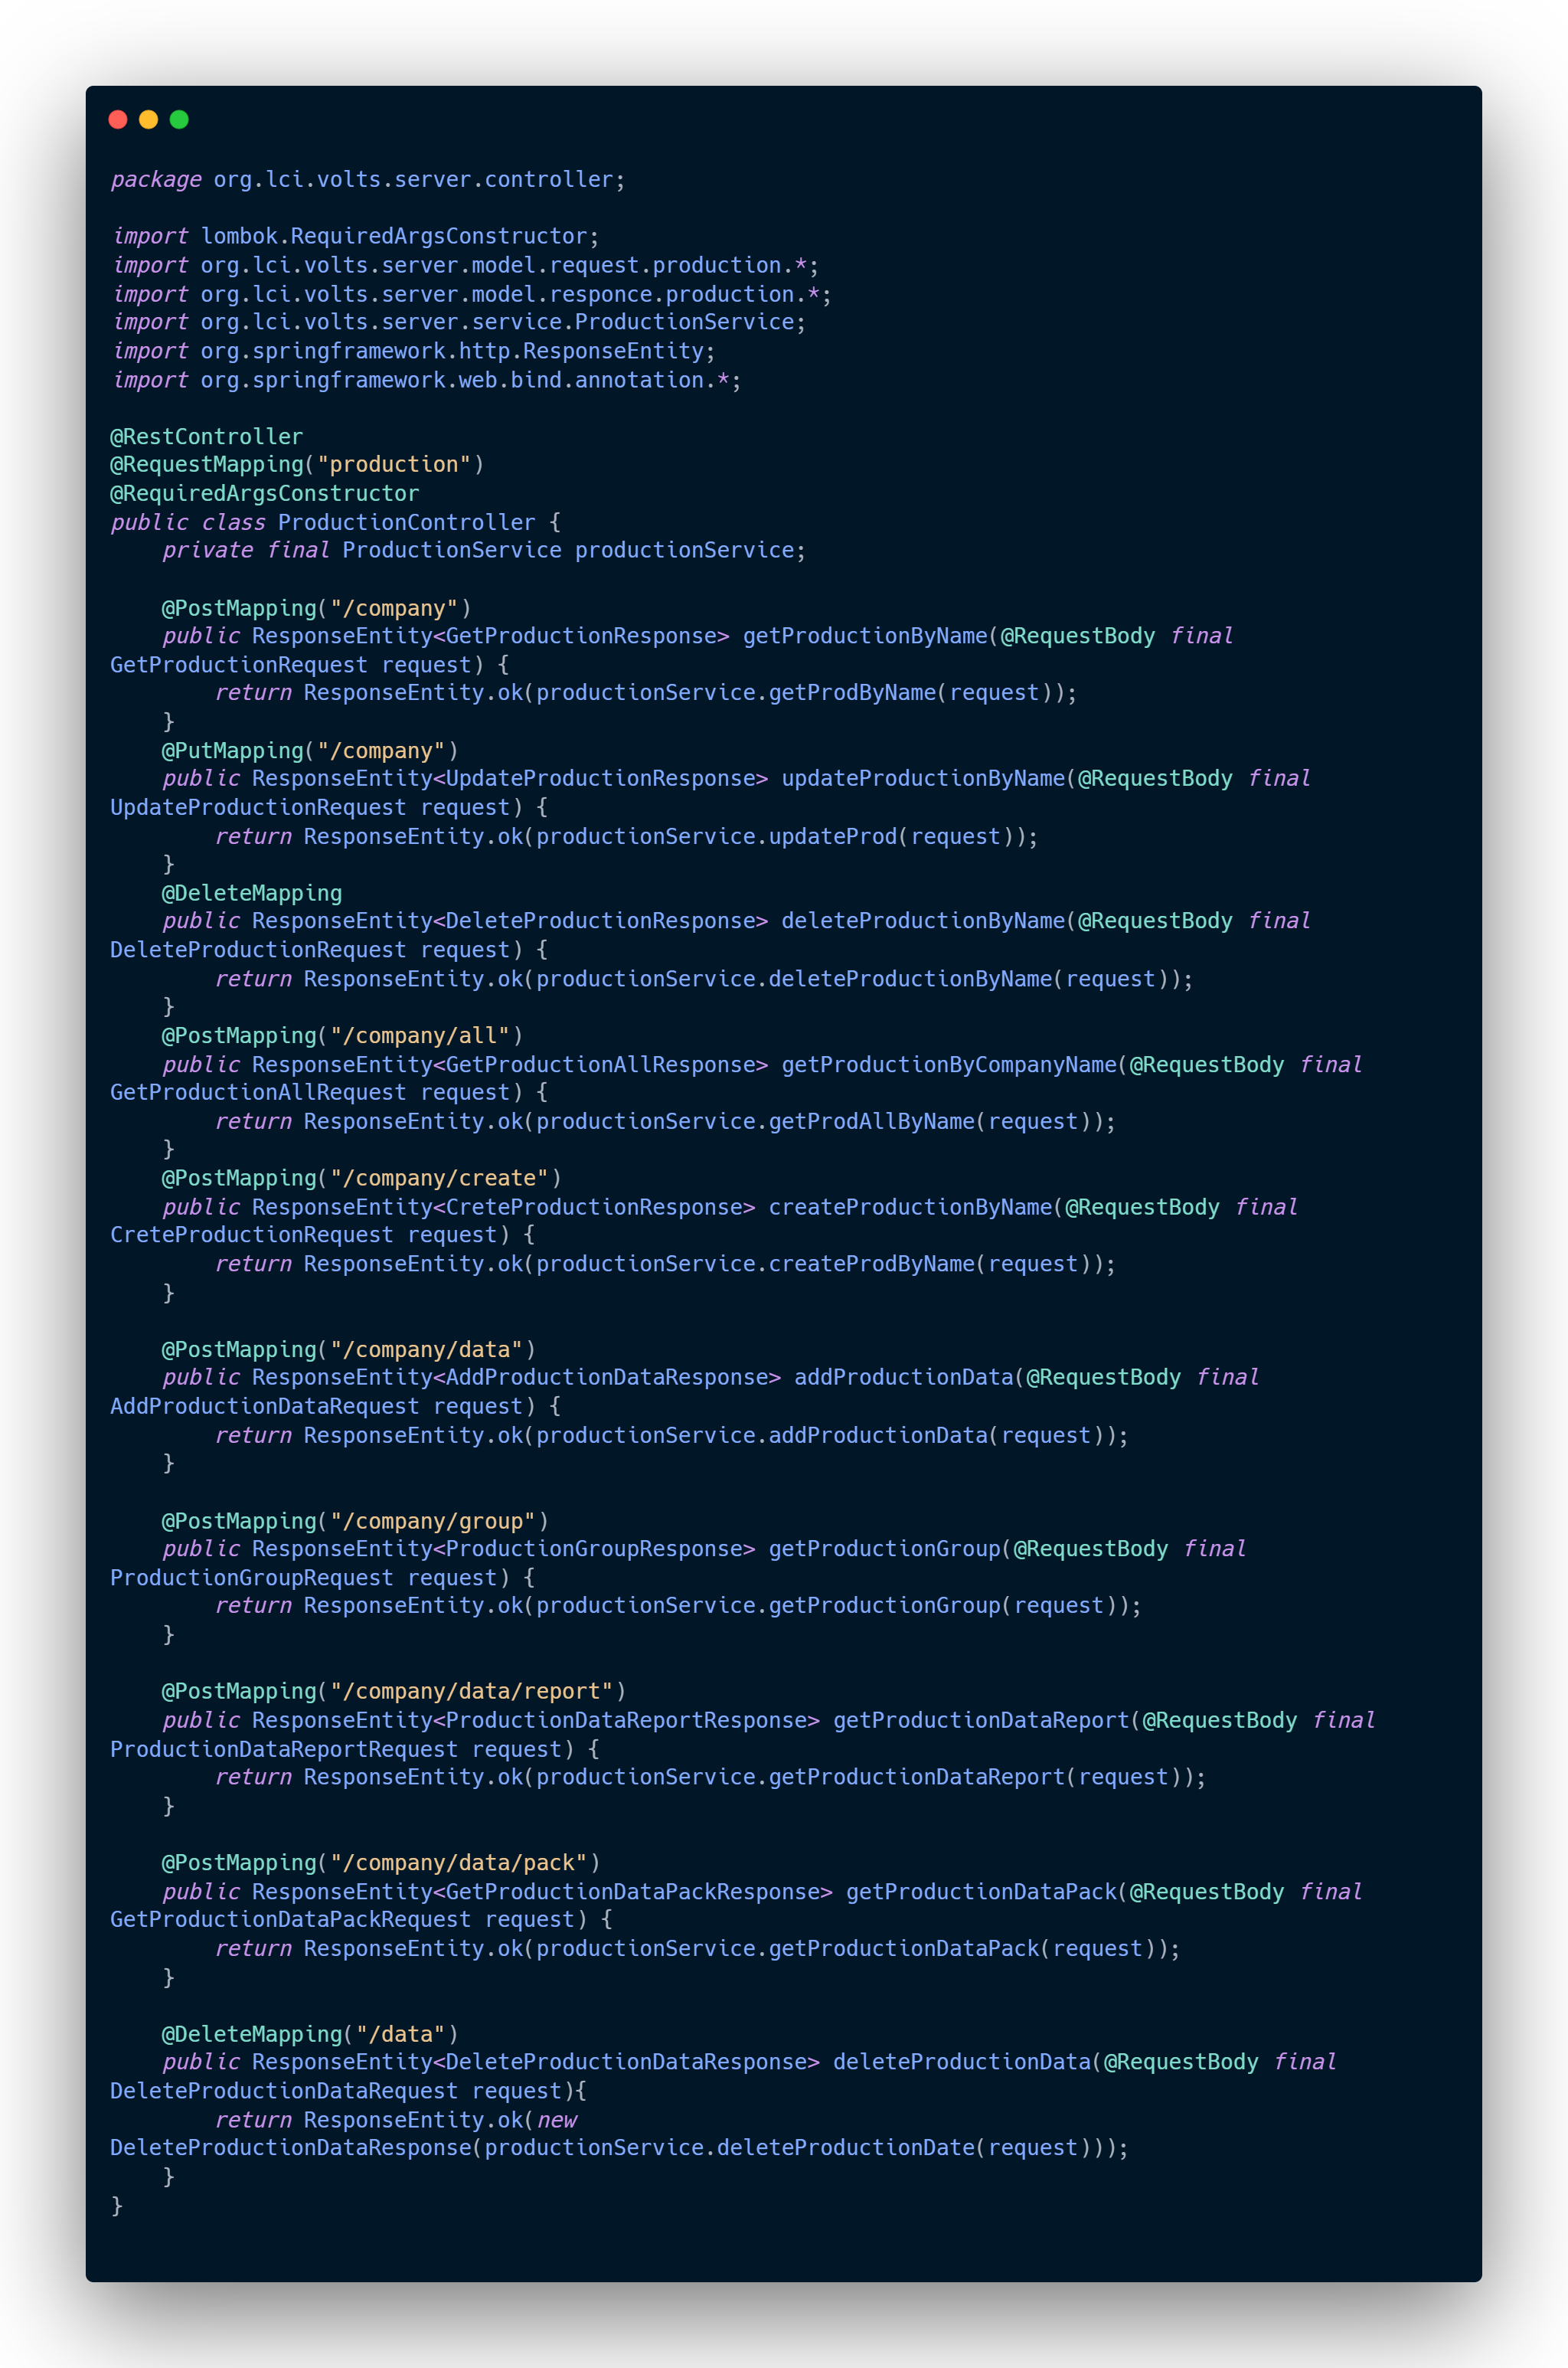 package org.lci.volts.server.controller;

import lombok.RequiredArgsConstructor;
import org.lci.volts.server.model.request.production.*;
import org.lci.volts.server.model.responce.production.*;
import org.lci.volts.server.service.ProductionService;
import org.springframework.http.ResponseEntity;
import org.springframework.web.bind.annotation.*;

@RestController
@RequestMapping("production")
@RequiredArgsConstructor
public class ProductionController {
    private final ProductionService productionService;

    @PostMapping("/company")
    public ResponseEntity<GetProductionResponse> getProductionByName(@RequestBody final
GetProductionRequest request) {
        return ResponseEntity.ok(productionService.getProdByName(request));
    }
    @PutMapping("/company")
    public ResponseEntity<UpdateProductionResponse> updateProductionByName(@RequestBody final
UpdateProductionRequest request) {
        return ResponseEntity.ok(productionService.updateProd(request));
    }
    @DeleteMapping
    public ResponseEntity<DeleteProductionResponse> deleteProductionByName(@RequestBody final
DeleteProductionRequest request) {
        return ResponseEntity.ok(productionService.deleteProductionByName(request));
    }
    @PostMapping("/company/all")
    public ResponseEntity<GetProductionAllResponse> getProductionByCompanyName(@RequestBody final
GetProductionAllRequest request) {
        return ResponseEntity.ok(productionService.getProdAllByName(request));
    }
    @PostMapping("/company/create")
    public ResponseEntity<CreteProductionResponse> createProductionByName(@RequestBody final
CreteProductionRequest request) {
        return ResponseEntity.ok(productionService.createProdByName(request));
    }

    @PostMapping("/company/data")
    public ResponseEntity<AddProductionDataResponse> addProductionData(@RequestBody final
AddProductionDataRequest request) {
        return ResponseEntity.ok(productionService.addProductionData(request));
    }

    @PostMapping("/company/group")
    public ResponseEntity<ProductionGroupResponse> getProductionGroup(@RequestBody final
ProductionGroupRequest request) {
        return ResponseEntity.ok(productionService.getProductionGroup(request));
    }

    @PostMapping("/company/data/report")
    public ResponseEntity<ProductionDataReportResponse> getProductionDataReport(@RequestBody final
ProductionDataReportRequest request) {
        return ResponseEntity.ok(productionService.getProductionDataReport(request));
    }

    @PostMapping("/company/data/pack")
    public ResponseEntity<GetProductionDataPackResponse> getProductionDataPack(@RequestBody final
GetProductionDataPackRequest request) {
        return ResponseEntity.ok(productionService.getProductionDataPack(request));
    }

    @DeleteMapping("/data")
    public ResponseEntity<DeleteProductionDataResponse> deleteProductionData(@RequestBody final
DeleteProductionDataRequest request){
        return ResponseEntity.ok(new
DeleteProductionDataResponse(productionService.deleteProductionDate(request)));
    }
}